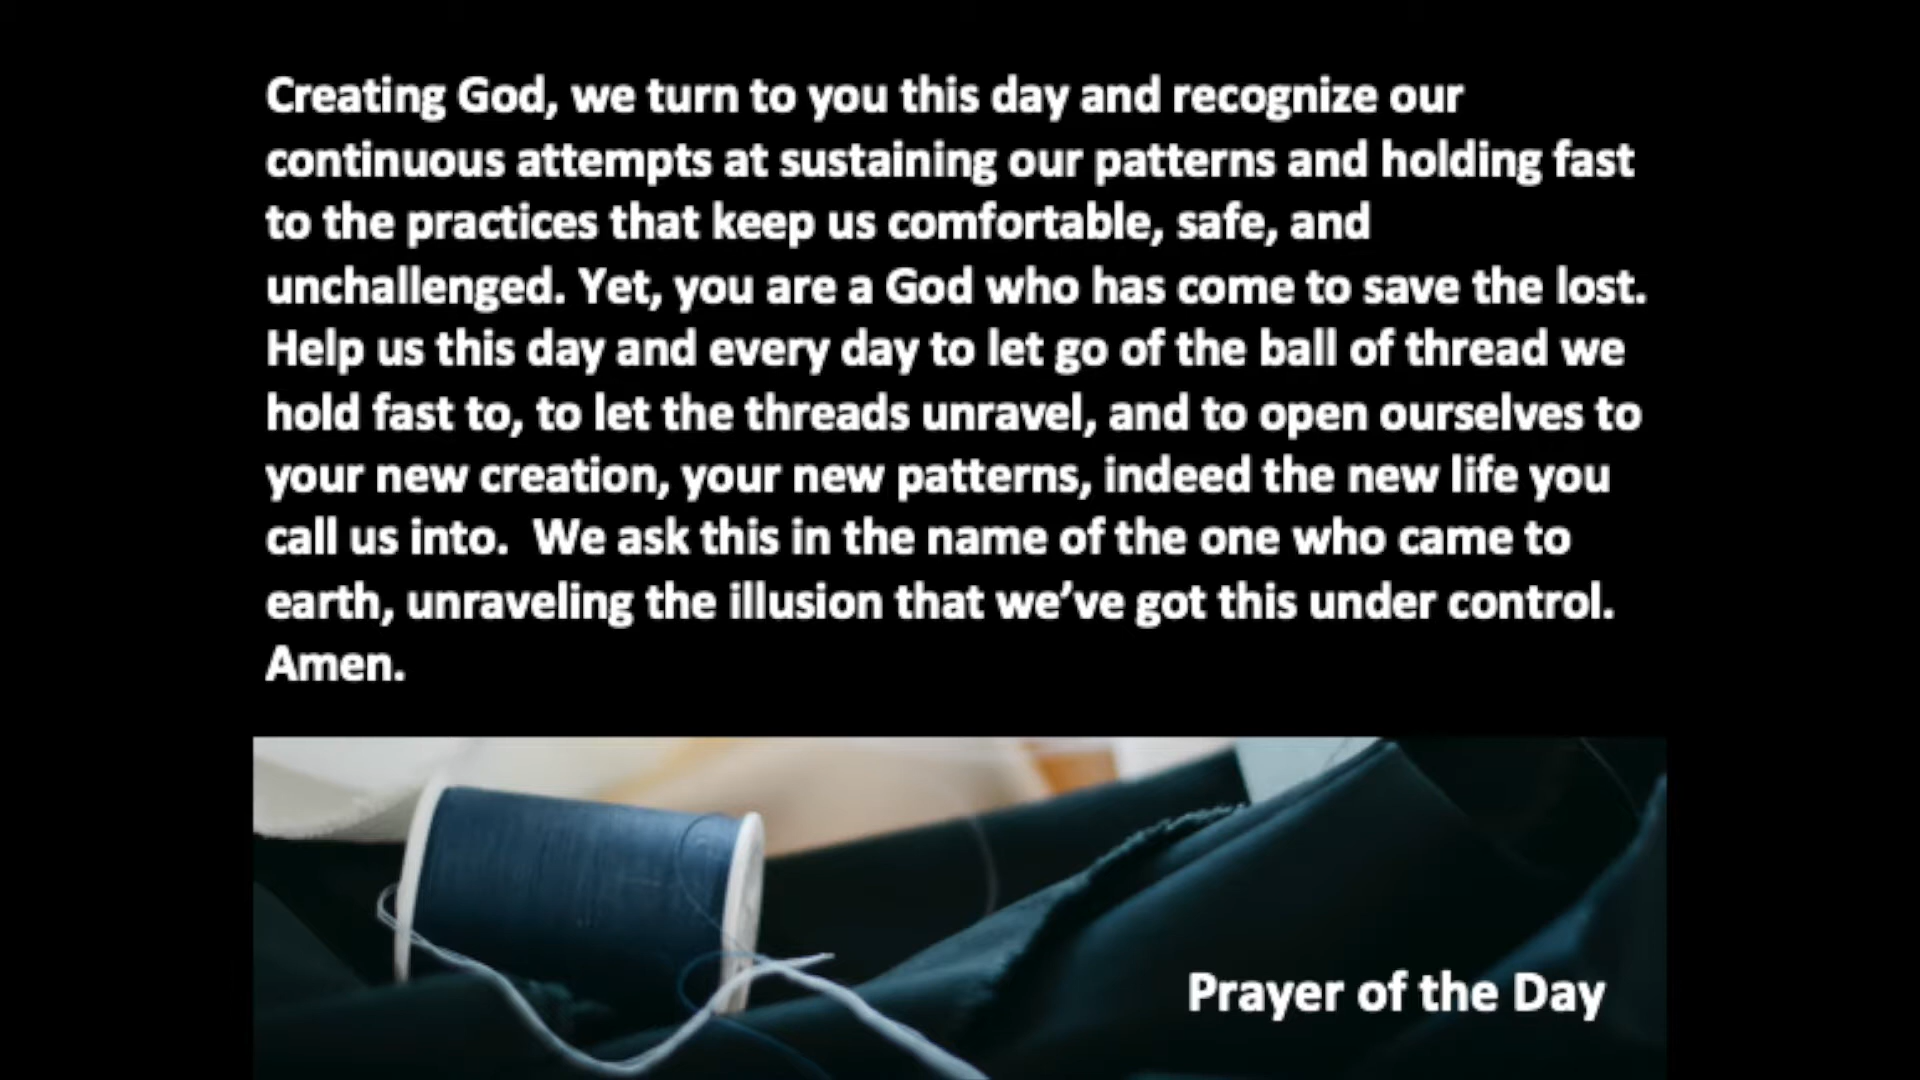 Creating God, we turn to you this day and recognize our
continuous attempts at sustaining our patterns and holding fast
to the practices that keep us comfortable, safe, and
unchallenged. Yet, you are a God who has come to save the lost.
Help us this day and every day to let go of the ball of thread we
hold fast to, to let the threads unravel, and to open ourselves to
your new creation, your new patterns, indeed the new life you
call us into.  We ask this in the name of the one who came to
earth, unraveling the illusion that we’ve got this under control.
Amen.
Prayer of the Day